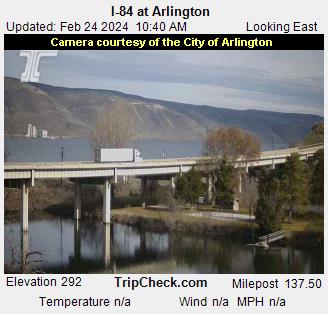 I-84 at Arlington
Updated: Feb 24 2024 10:40 AM Looking East
Camera courtesy of the City of Arlington
Elevation 292 TripCheck.com Milepost 137.50
Temperature n/a Wind n/a MPH n/a